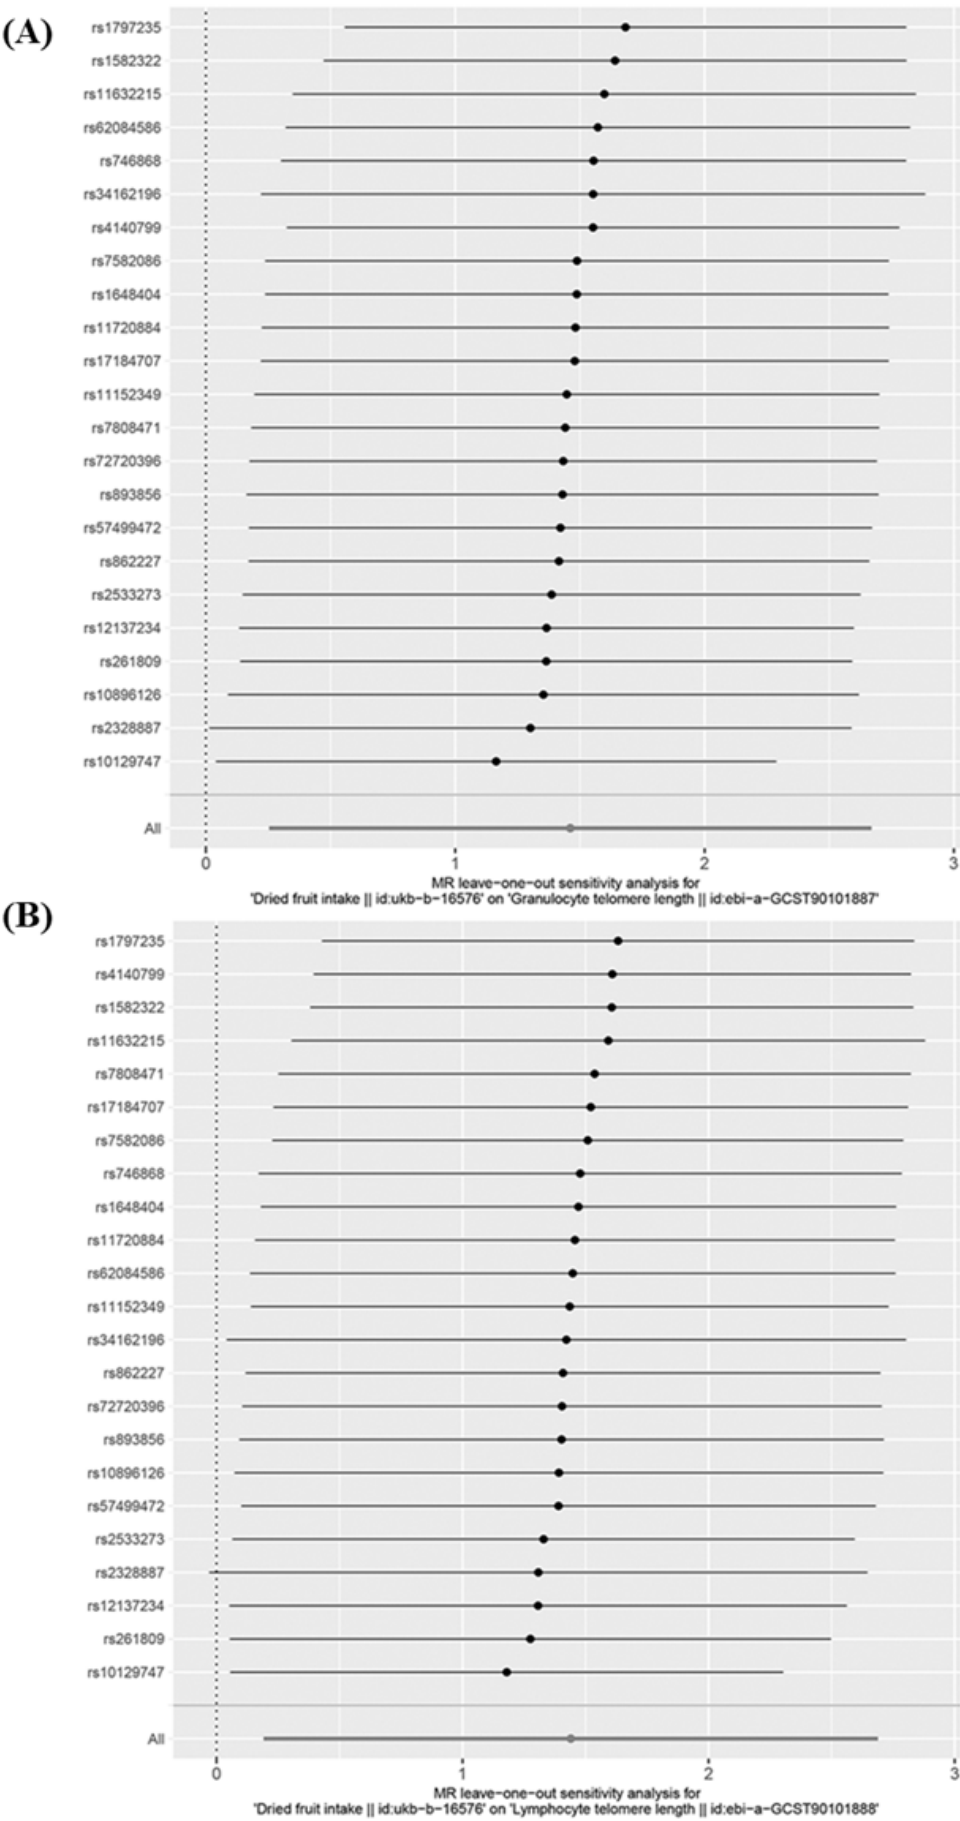 (A)
rs1797235
rs1582322
rs11632215
rs62084586
rs746868
rs34162196
rs4140799
rs7582086
rs1648404
rs11720884
rs17184707
rs11152349
rs7808471
rs72720396
rs893856
rs57499472
rs862227
rs2533273
rs12137234
rs261809
rs10896126
rs2328887
rs10129747
All
0 1 2 3
MR leave-one-out sensitivity analysis for
'Dried fruit intake || id:ukb-b-16576' on 'Granulocyte telomere length || id:ebi-a-GCST90101887'
(B)
rs1797235
rs4140799
rs1582322
rs11632215
rs7808471
rs17184707
rs7582086
rs746868
rs1648404
rs11720884
rs62084586
rs11152349
rs34162196
rs862227
rs72720396
rs893856
rs10896126
rs57499472
rs2533273
rs2328887
rs12137234
rs261809
rs10129747
All
0 1 2 3
MR leave-one-out sensitivity analysis for
'Dried fruit intake || id:ukb-b-16576' on 'Lymphocyte telomere length || id:ebi-a-GCST90101888'